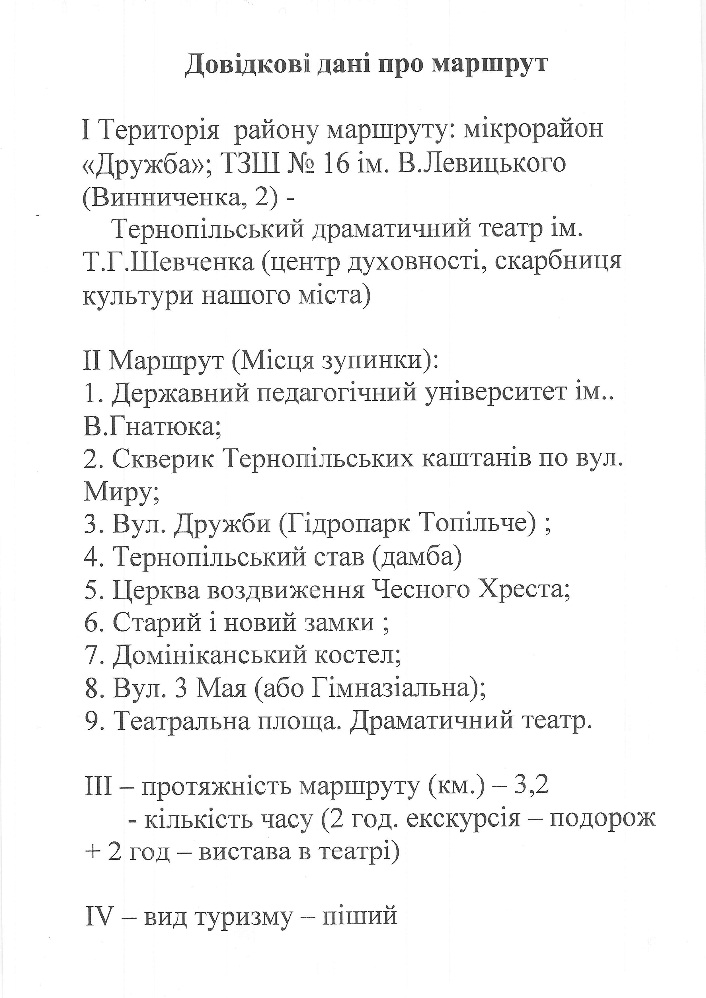 Довідкові дані про маршрут
І Територія району маршруту: мікрорайон
«Дружба»; ТЗШ № 16 ім. В.Левицького
(Винниченка, 2) -
Тернопільський драматичний театр ім.
Т.Г.Шевченка (центр духовності, скарбниця
культури нашого міста)
ІІ Маршрут (Місця зупинки):
1. Державний педагогічний університет ім..
В.Гнатюка;
2. Скверик Тернопільських каштанів по вул.
Миру;
3. Вул. Дружби (Гідропарк Топільче) ;
4. Тернопільський став (дамба)
5. Церква воздвиження Чесного Хреста;
6. Старий і новий замки ;
7. Домініканський костел;
8. Вул. 3 Мая (або Гімназіальна);
9. Театральна площа. Драматичний театр.
ІІІ – протяжність маршруту (км.) – 3,2
- кількість часу (2 год. екскурсія – подорож
+ 2 год – вистава в театрі)
IV – вид туризму – піший